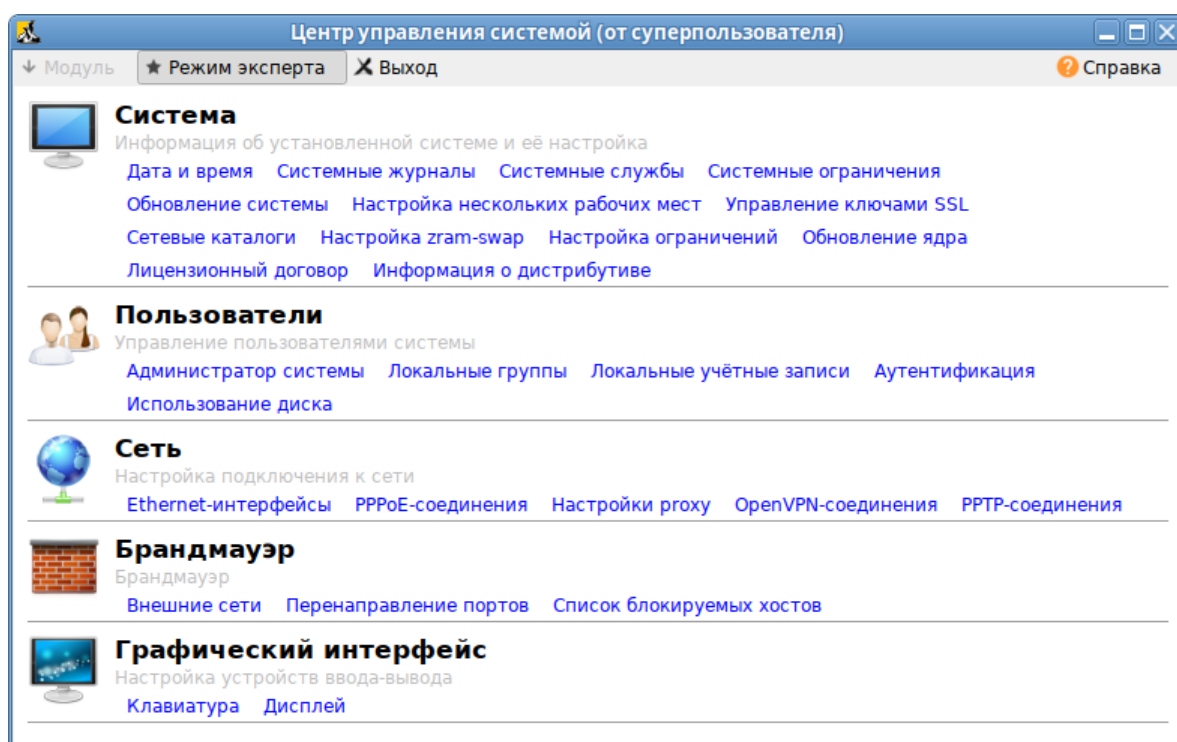 Центр управления системой (от суперпользователя)
Модуль Режим эксперта Выход Справка
Система
Информация об установленной системе и её настройка
Дата и время Системные журналы Системные службы Системные ограничения
Обновление системы Настройка нескольких рабочих мест Управление ключами SSL
Сетевые каталоги Настройка zram-swap Настройка ограничений Обновление ядра
Лицензионный договор Информация о дистрибутиве
Пользователи
Управление пользователями системы
Администратор системы Локальные группы Локальные учётные записи Аутентификация
Использование диска
Сеть
Настройка подключения к сети
Ethernet-интерфейсы PPPoE-соединения Настройки proxy OpenVPN-соединения PPTP-соединения
Брандмауэр
Брандмауэр
Внешние сети Перенаправление портов Список блокируемых хостов
Графический интерфейс
Настройка устройств ввода-вывода
Клавиатура Дисплей